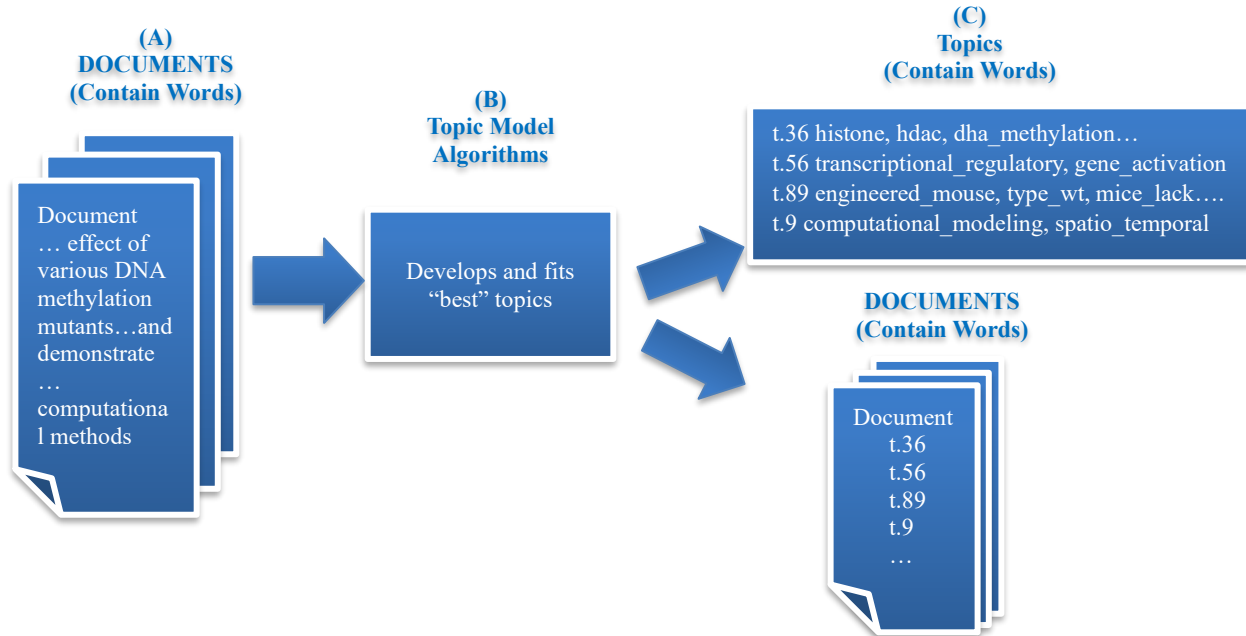 (A)
DOCUMENTS
(Contain Words)
Document
… effect of
various DNA
methylation
mutants…and
demonstrate
…
computationa
l methods
(B)
Topic Model
Algorithms
Develops and fits
“best” topics
(C)
Topics
(Contain Words)
t.36 histone, hdac, dha_methylation…
t.56 transcriptional_regulatory, gene_activation
t.89 engineered_mouse, type_wt, mice_lack….
t.9 computational_modeling, spatio_temporal
DOCUMENTS
(Contain Words)
Document
t.36
t.56
t.89
t.9
…